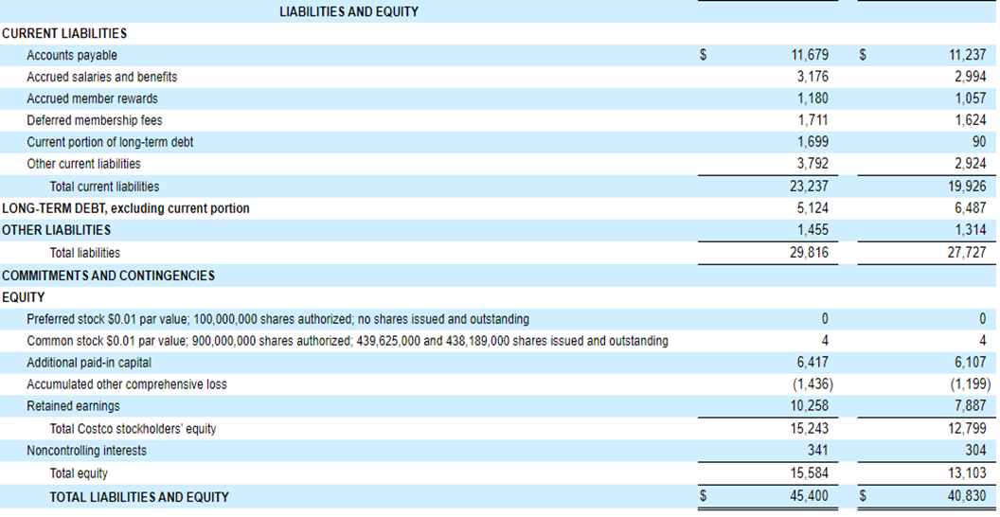 LIABILITIES AND EQUITY
CURRENT LIABILITIES
Accounts payable $ 11,679 $ 11,237
Accrued salaries and benefits 3,176 2,994
Accrued member rewards 1,180 1,057
Deferred membership fees 1,711 1,624
Current portion of long-term debt 1,699 90
Other current liabilities 3,792 2,924
Total current liabilities 23,237 19,926
LONG-TERM DEBT, excluding current portion 5,124 6,487
OTHER LIABILITIES 1,455 1,314
Total liabilities 29,816 27,727
COMMITMENTS AND CONTINGENCIES
EQUITY
Preferred stock $0.01 par value; 100,000,000 shares authorized; no shares issued and outstanding 0 0
Common stock $0.01 par value; 900,000,000 shares authorized; 439,625,000 and 438,189,000 shares issued and outstanding 4 4
Additional paid-in capital 6,417 6,107
Accumulated other comprehensive loss (1,436) (1,199)
Retained earnings 10,258 7,887
Total Costco stockholders' equity 15,243 12,799
Noncontrolling interests 341 304
Total equity 15,584 13,103
TOTAL LIABILITIES AND EQUITY $ 45,400 $ 40,830